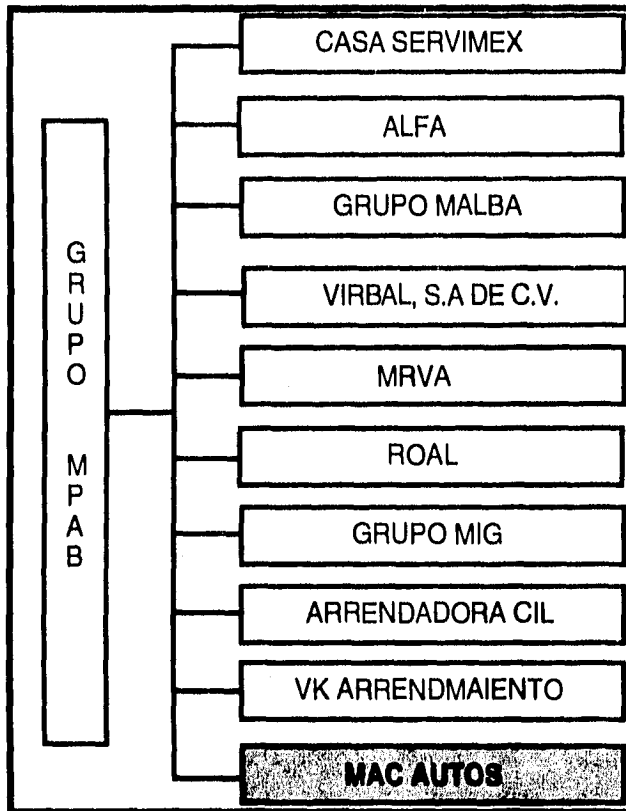 GRUPO MPAB
CASA SERVIMEX
ALFA
GRUPO MALBA
VIRBAL, S.A DE C.V.
MRVA
ROAL
GRUPO MIG
ARRENDADORA CIL
VK ARRENDMAIENTO
MAC AUTOS